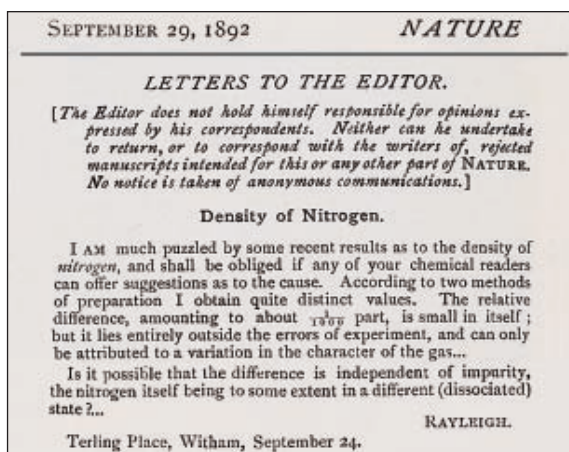 SEPTEMBER 29, 1892 NATURE
LETTERS TO THE EDITOR.
[The Editor does not hold himself responsible for opinions ex-
pressed by his correspondents. Neither can he undertake
to return, or to correspond with the writers of, rejected
manuscripts intended for this or any other part of NATURE.
No notice is taken of anonymous communications.]
Density of Nitrogen.
I AM much puzzled by some recent results as to the density of
nitrogen, and shall be obliged if any of your chemical readers
can offer suggestions as to the cause. According to two methods
of preparation I obtain quite distinct values. The relative
difference, amounting to about 1/1000 part, is small in itself ;
but it lies entirely outside the errors of experiment, and can only
be attributed to a variation in the character of the gas...
Is it possible that the difference is independent of impurity,
the nitrogen itself being to some extent in a different (dissociated)
state ?...
RAYLEIGH.
Terling Place, Witham, September 24.